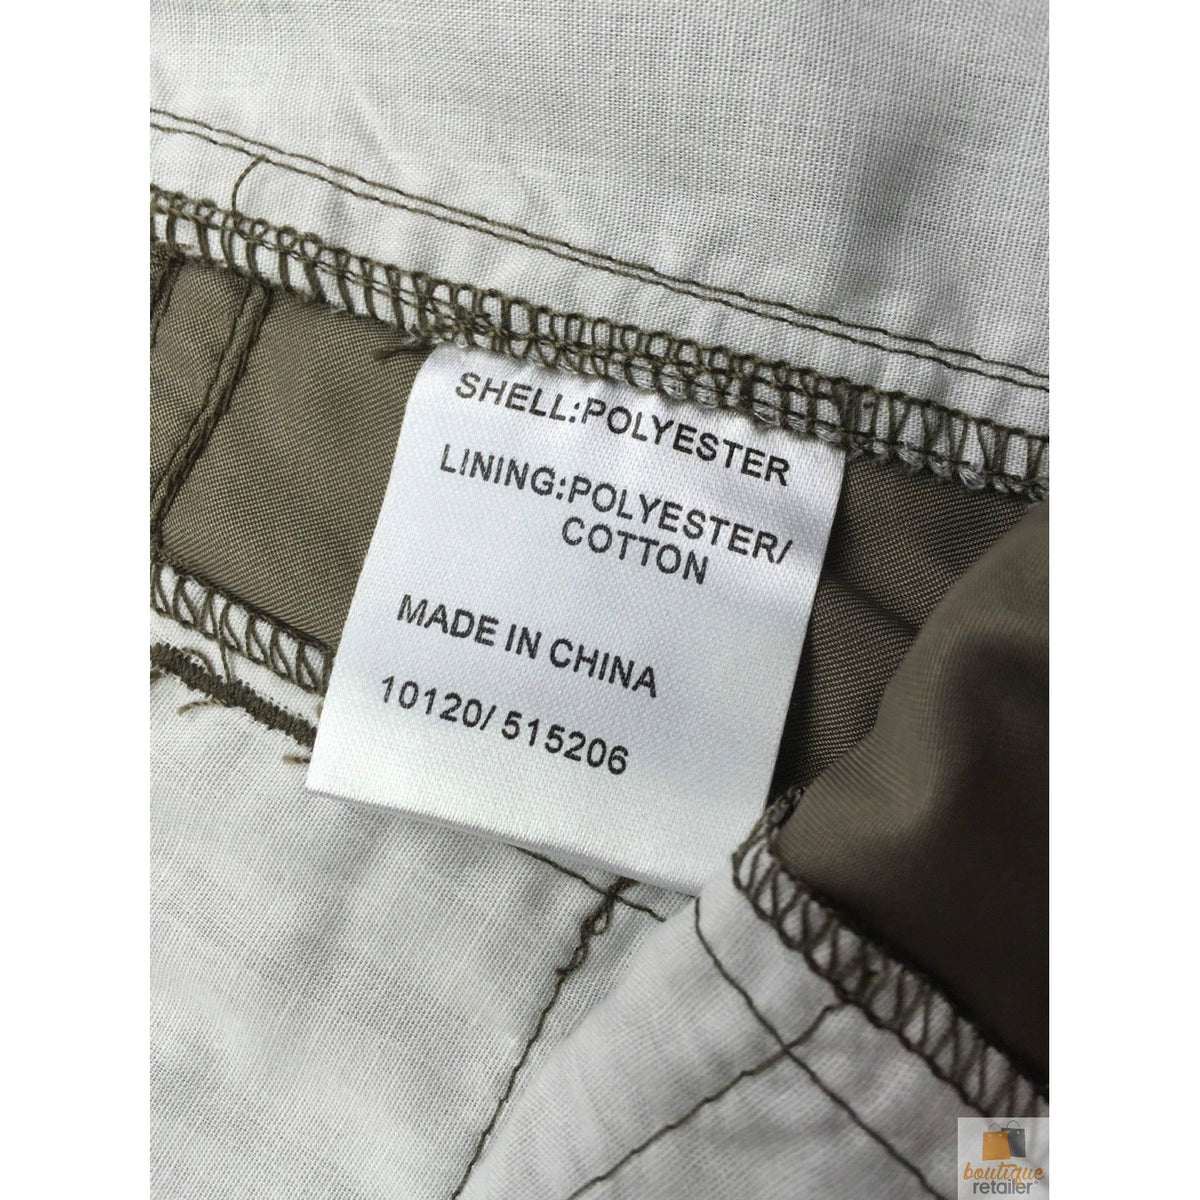 SHELL:POLYESTER
LINING:POLYESTER/
COTTON
MADE IN CHINA
10120/ 515206
boutique
retailer